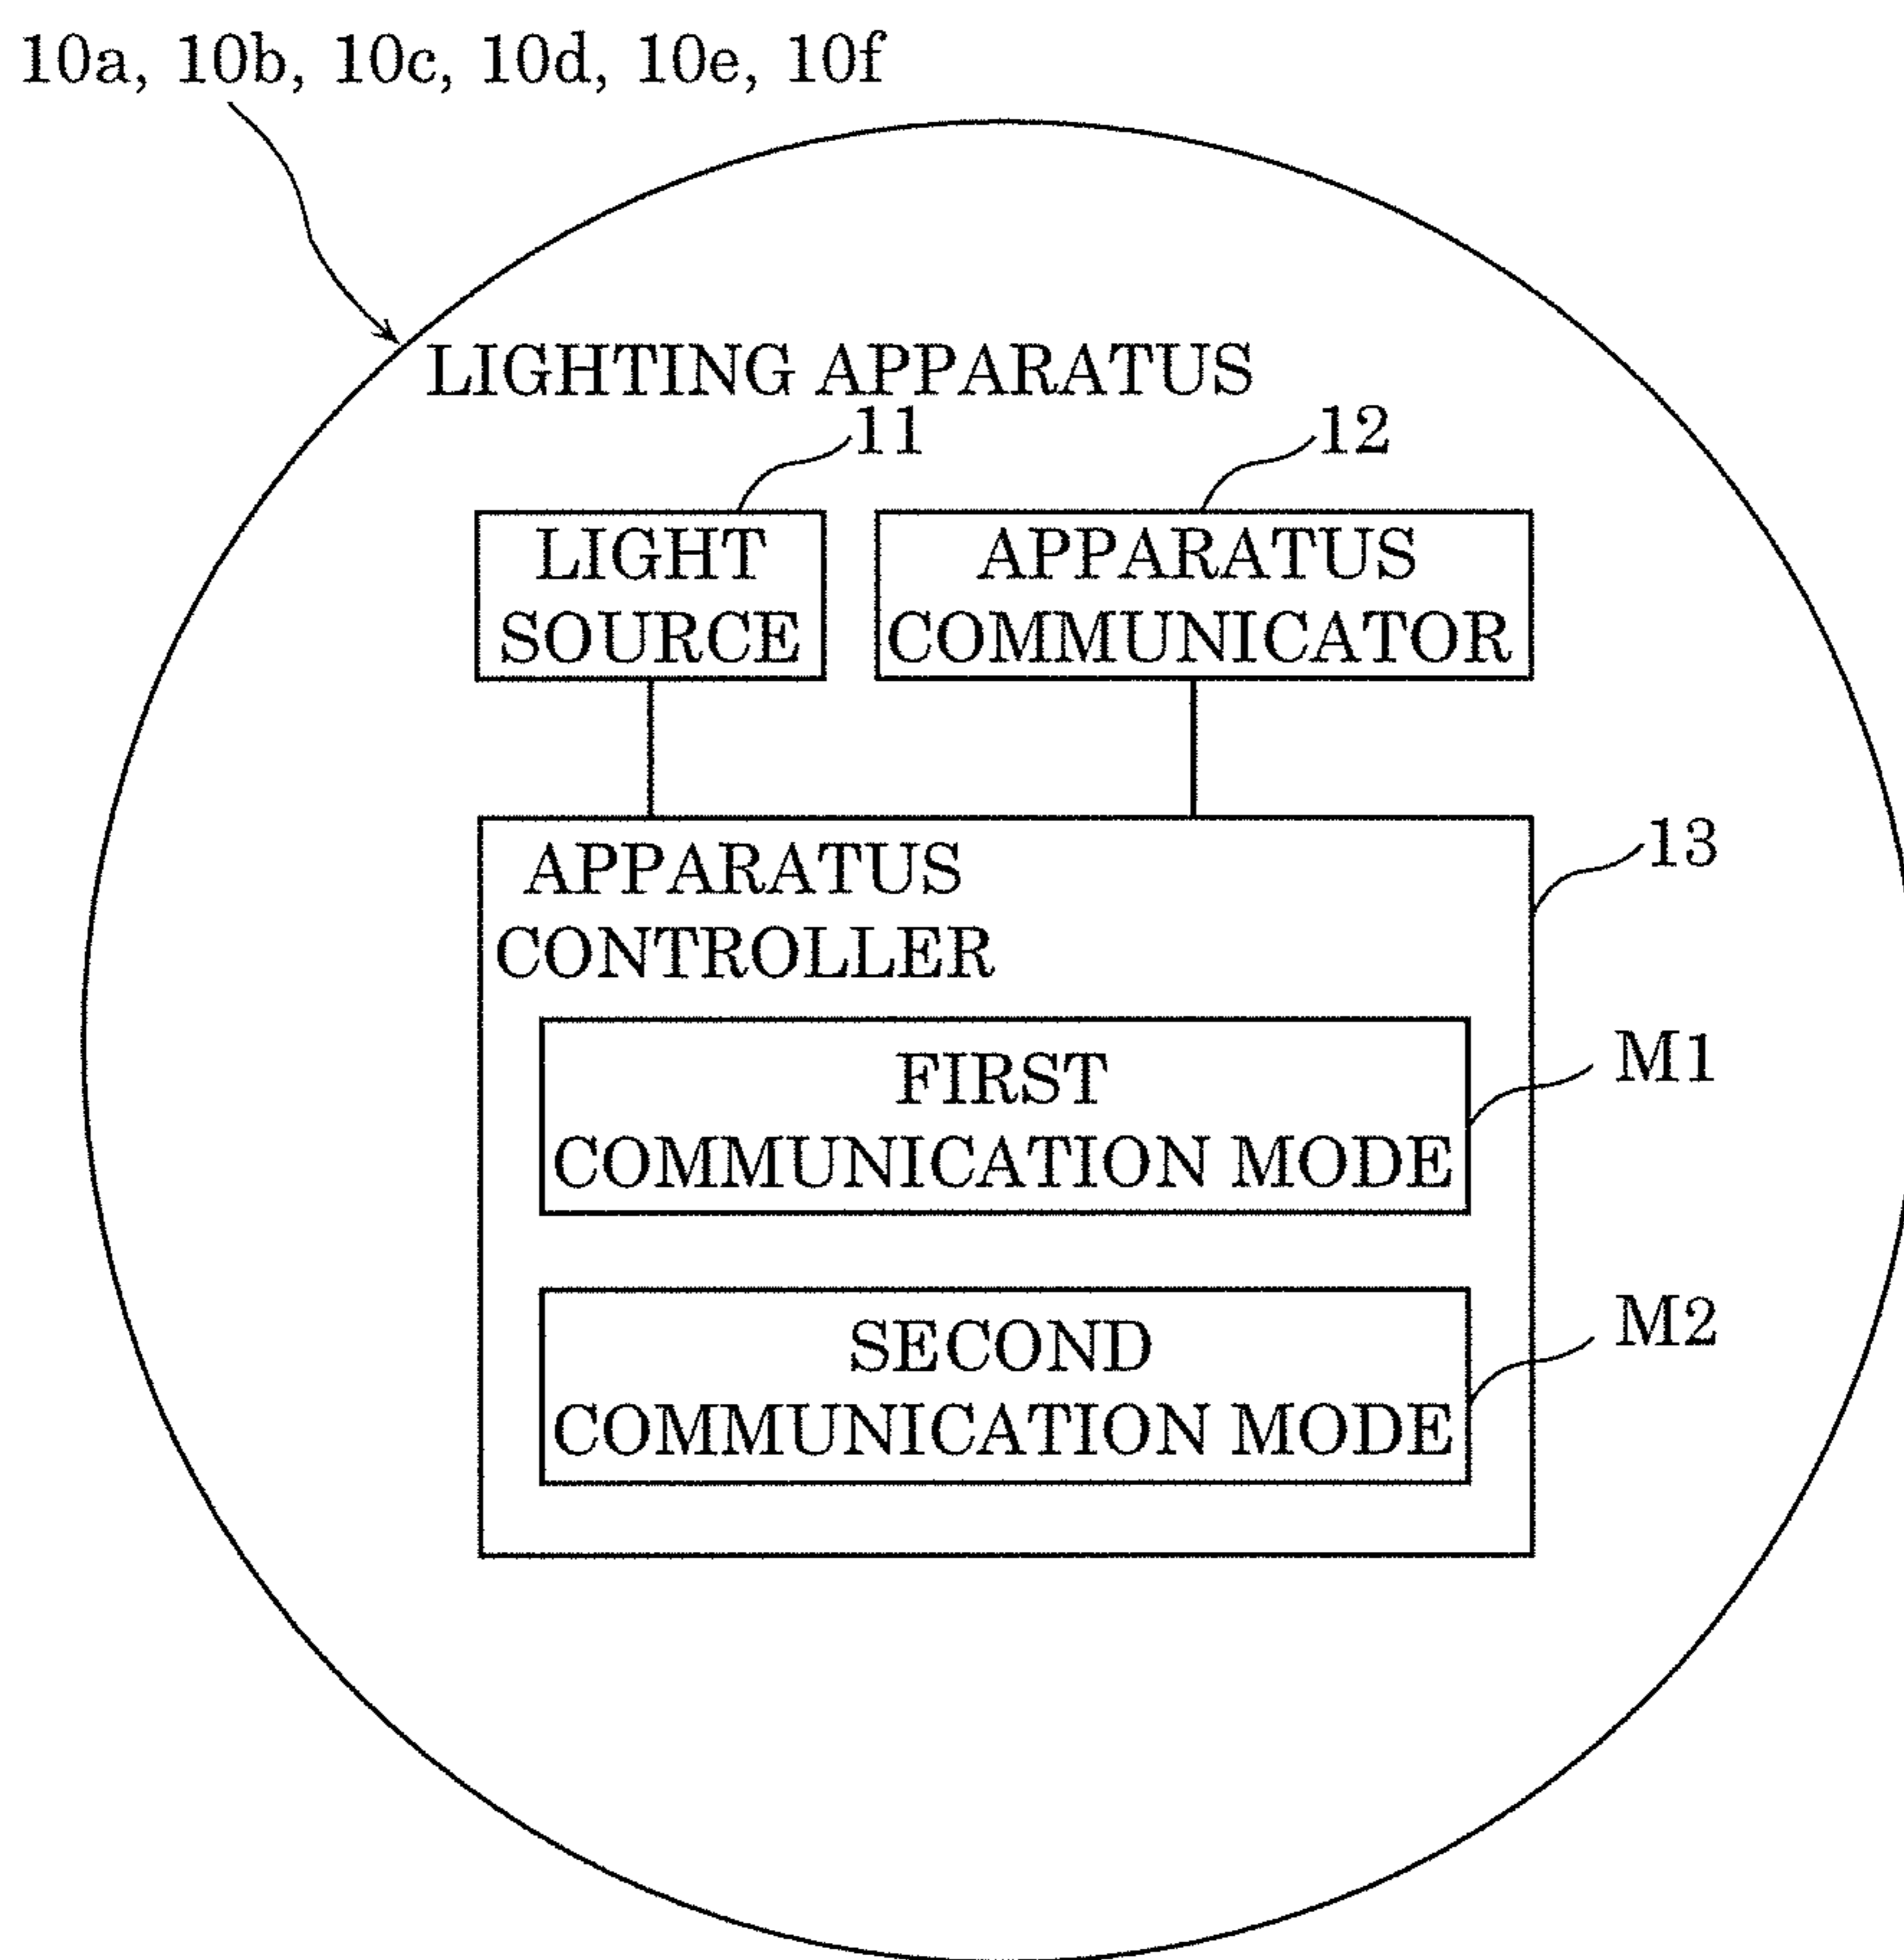 10a, 10b, 10c, 10d, 10e, 10f
LIGHTING APPARATUS
11
12
LIGHT
SOURCE
APPARATUS
COMMUNICATOR
13
APPARATUS
CONTROLLER
M1
FIRST
COMMUNICATION MODE
M2
SECOND
COMMUNICATION MODE